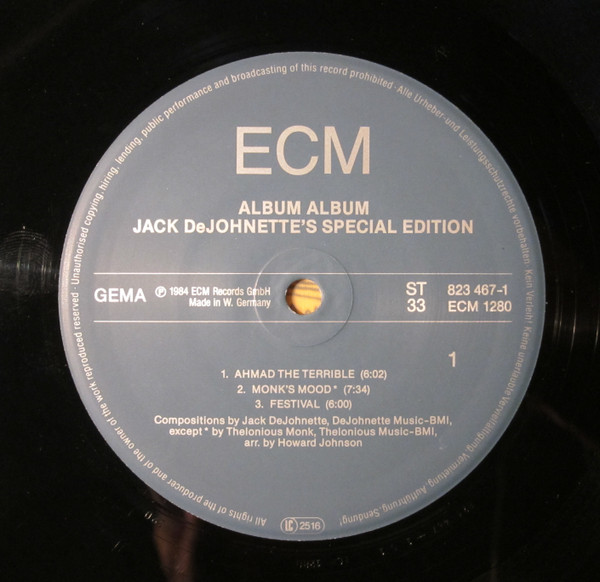 ECM
ALBUM ALBUM
JACK DeJOHNETTE'S SPECIAL EDITION
GEMA
℗ 1984 ECM Records GmbH
Made in W. Germany
ST
33
823 467-1
ECM 1280
1
1. AHMAD THE TERRIBLE (6:02)
2. MONK'S MOOD* (7:34)
3. FESTIVAL (6:00)
Compositions by Jack DeJohnette, DeJohnette Music-BMI,
except * by Thelonious Monk, Thelonious Music-BMI,
arr. by Howard Johnson
All rights of the producer and of the owner of the work reproduced reserved · Unauthorised copying, hiring, lending, public performance and broadcasting of this record prohibited · Alle Urheber- und Leistungsschutzrechte vorbehalten · Kein Verleih! Keine unerlaubte Vervielfältigung, Vermietung, Aufführung, Sendung!
LC 2516